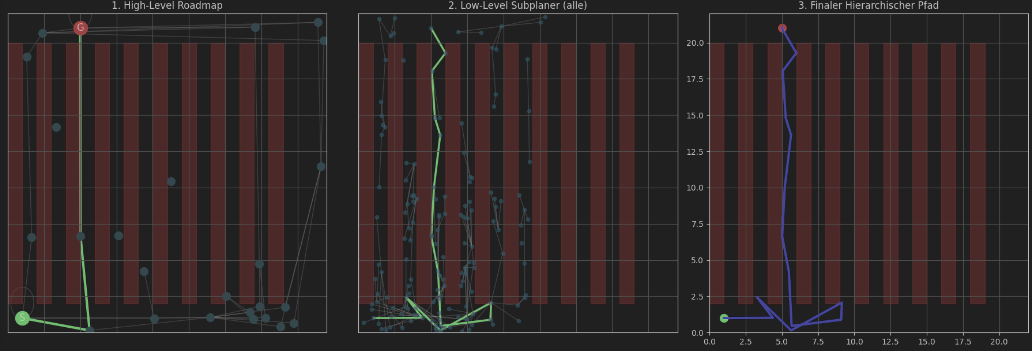 1. High-Level Roadmap
2. Low-Level Subplaner (alle)
3. Finaler Hierarchischer Pfad
G
S
20.0
17.5
15.0
12.5
10.0
7.5
5.0
2.5
0.0
0.0 2.5 5.0 7.5 10.0 12.5 15.0 17.5 20.0